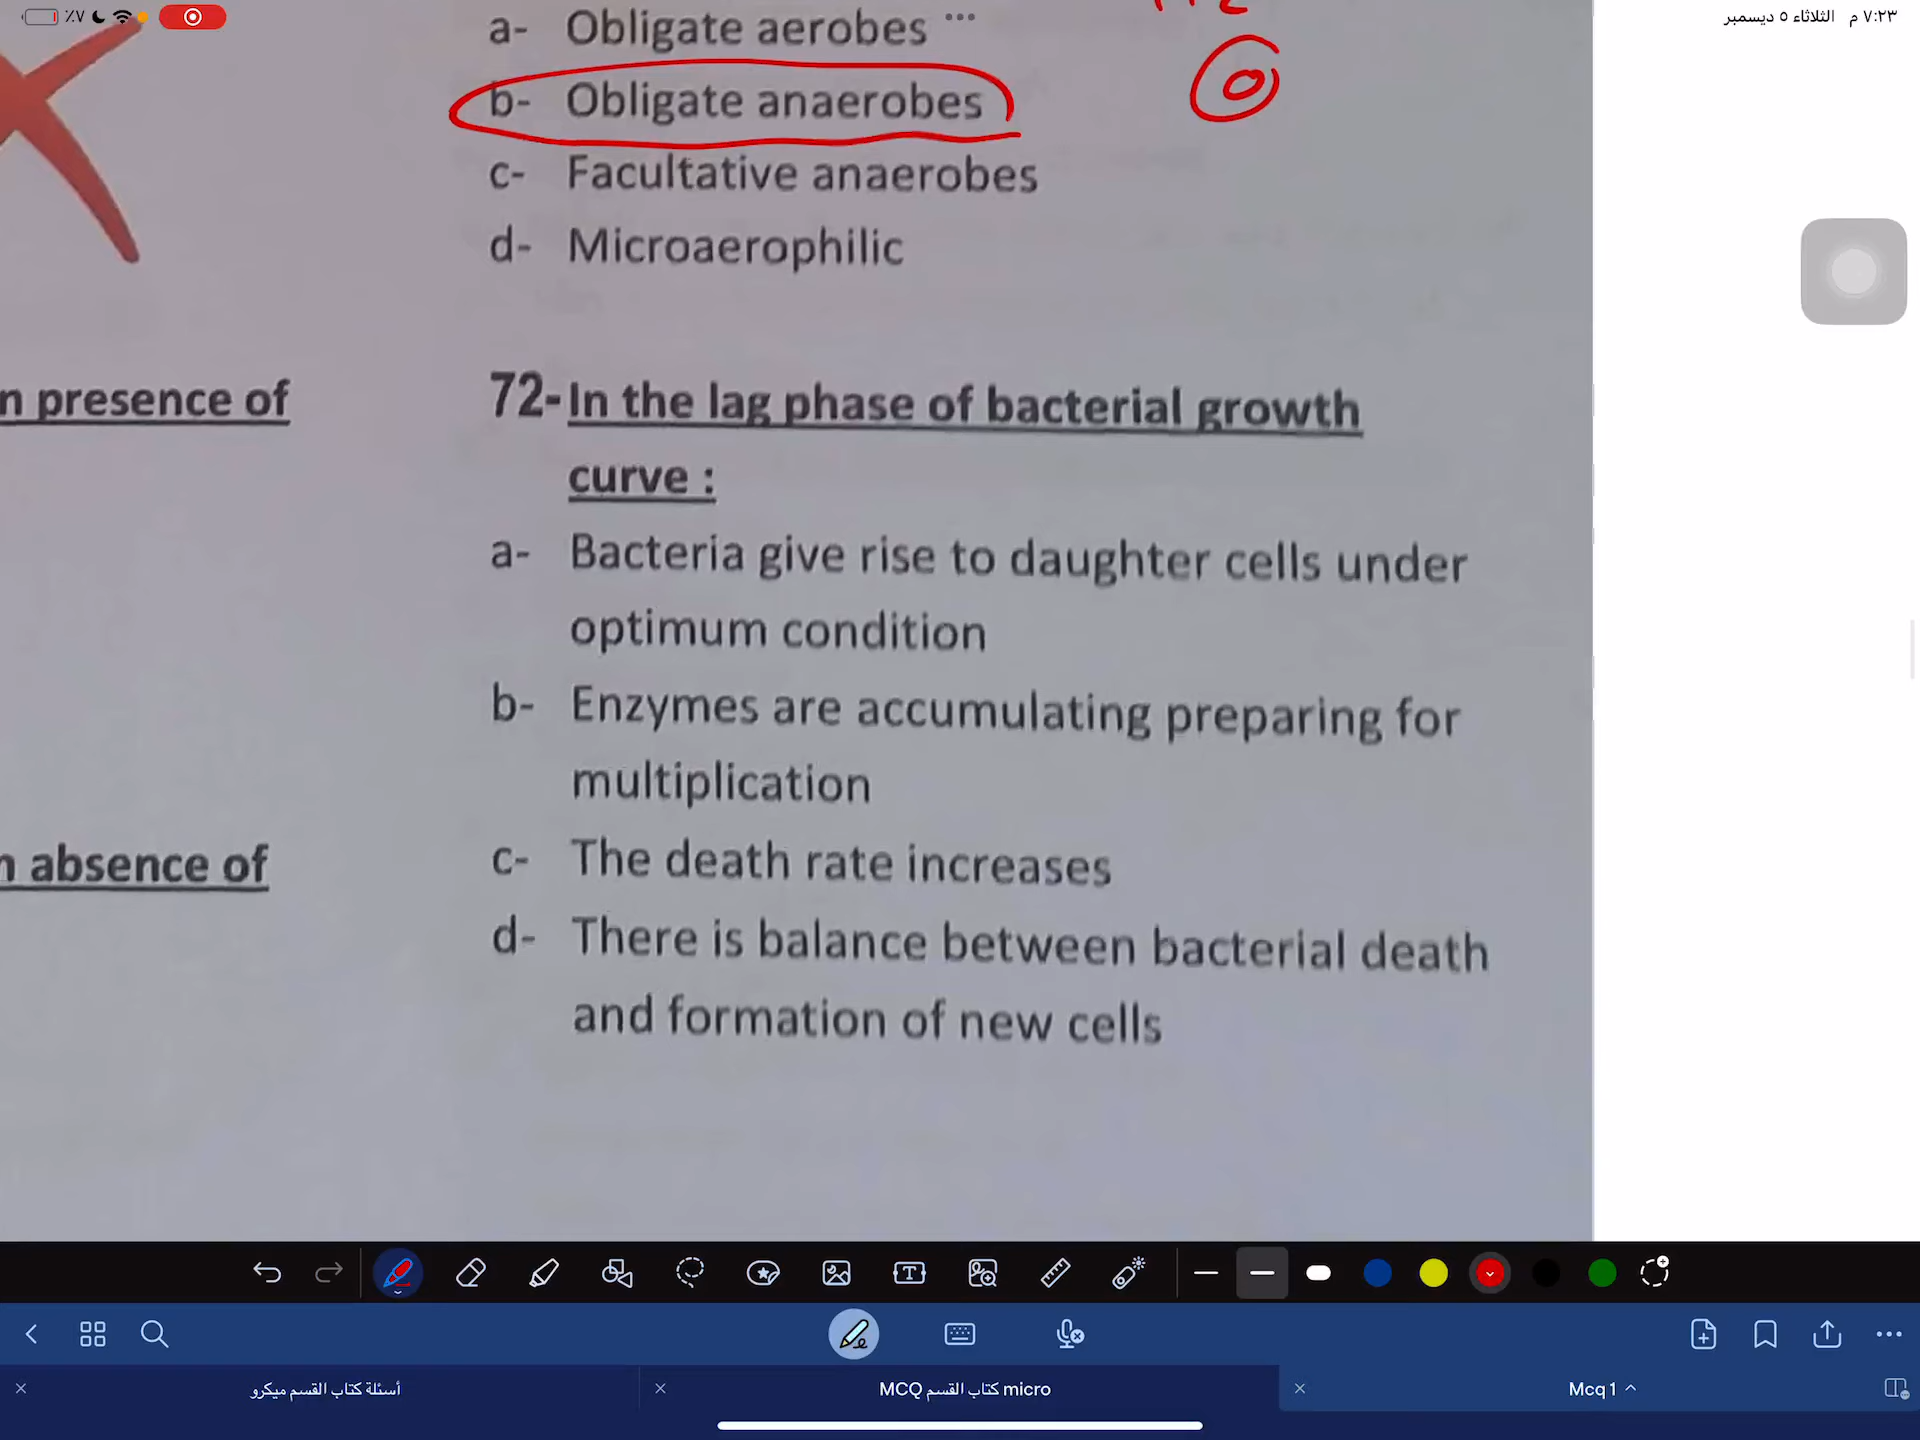 ٪٧
٧:٢٣ م الثلاثاء ٥ ديسمبر
a- Obligate aerobes
b- Obligate anaerobes
c- Facultative anaerobes
d- Microaerophilic
n presence of
72- In the lag phase of bacterial growth
curve :
a- Bacteria give rise to daughter cells under
optimum condition
b- Enzymes are accumulating preparing for
multiplication
c- The death rate increases
n absence of
d- There is balance between bacterial death
and formation of new cells
أسئلة كتاب القسم ميكرو
MCQ كتاب القسم micro
Mcq1